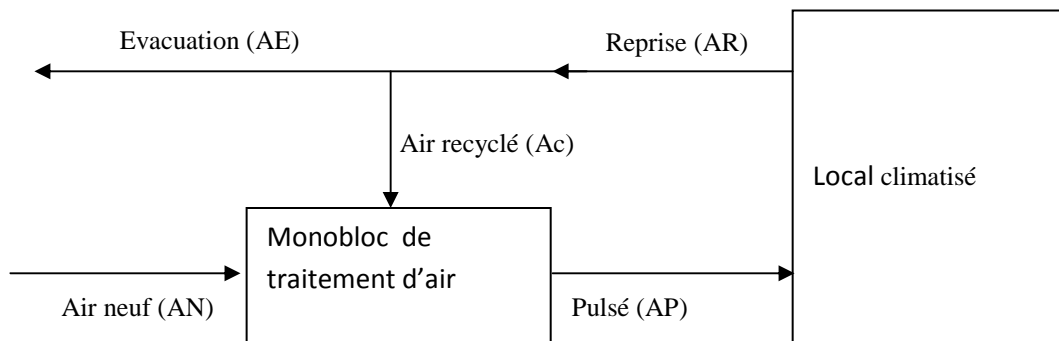 Evacuation (AE)
Reprise (AR)
Air recyclé (Ac)
Local climatisé
Monobloc de
traitement d'air
Air neuf (AN)
Pulsé (AP)